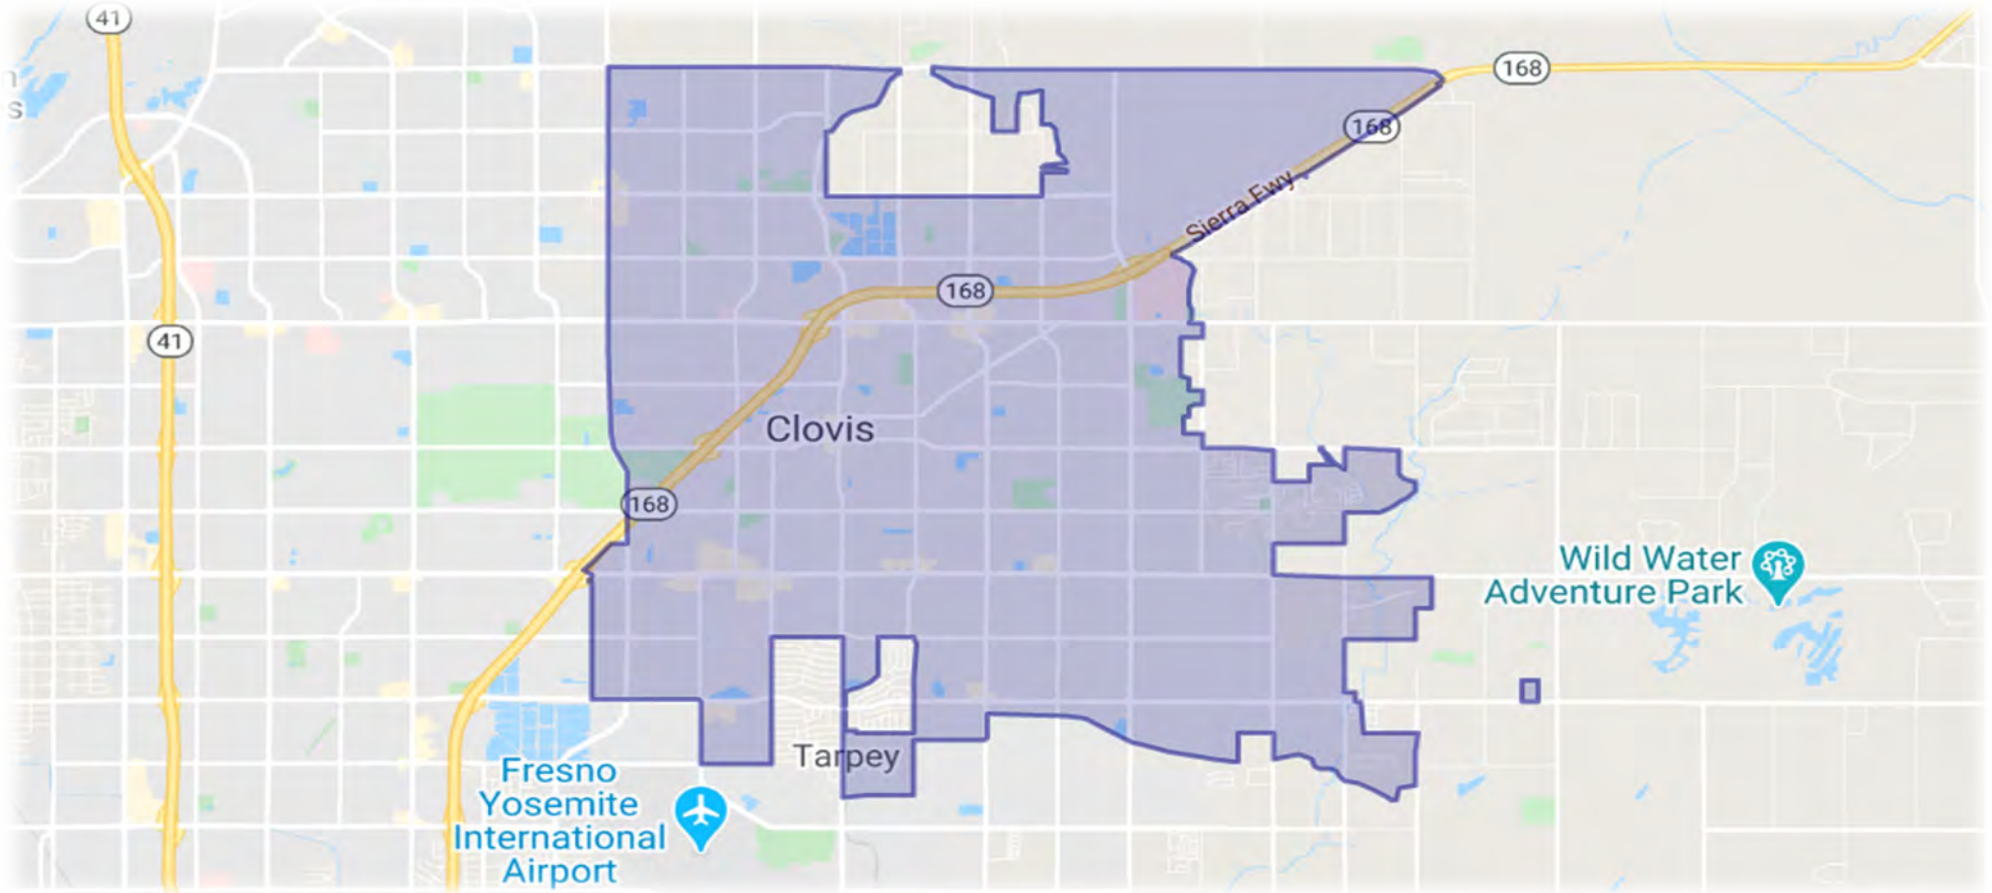 41
168
n
s
168
Sierra Fwy
168
41
Clovis
168
Wild Water
Adventure Park
Tarpey
Fresno
Yosemite
International
Airport